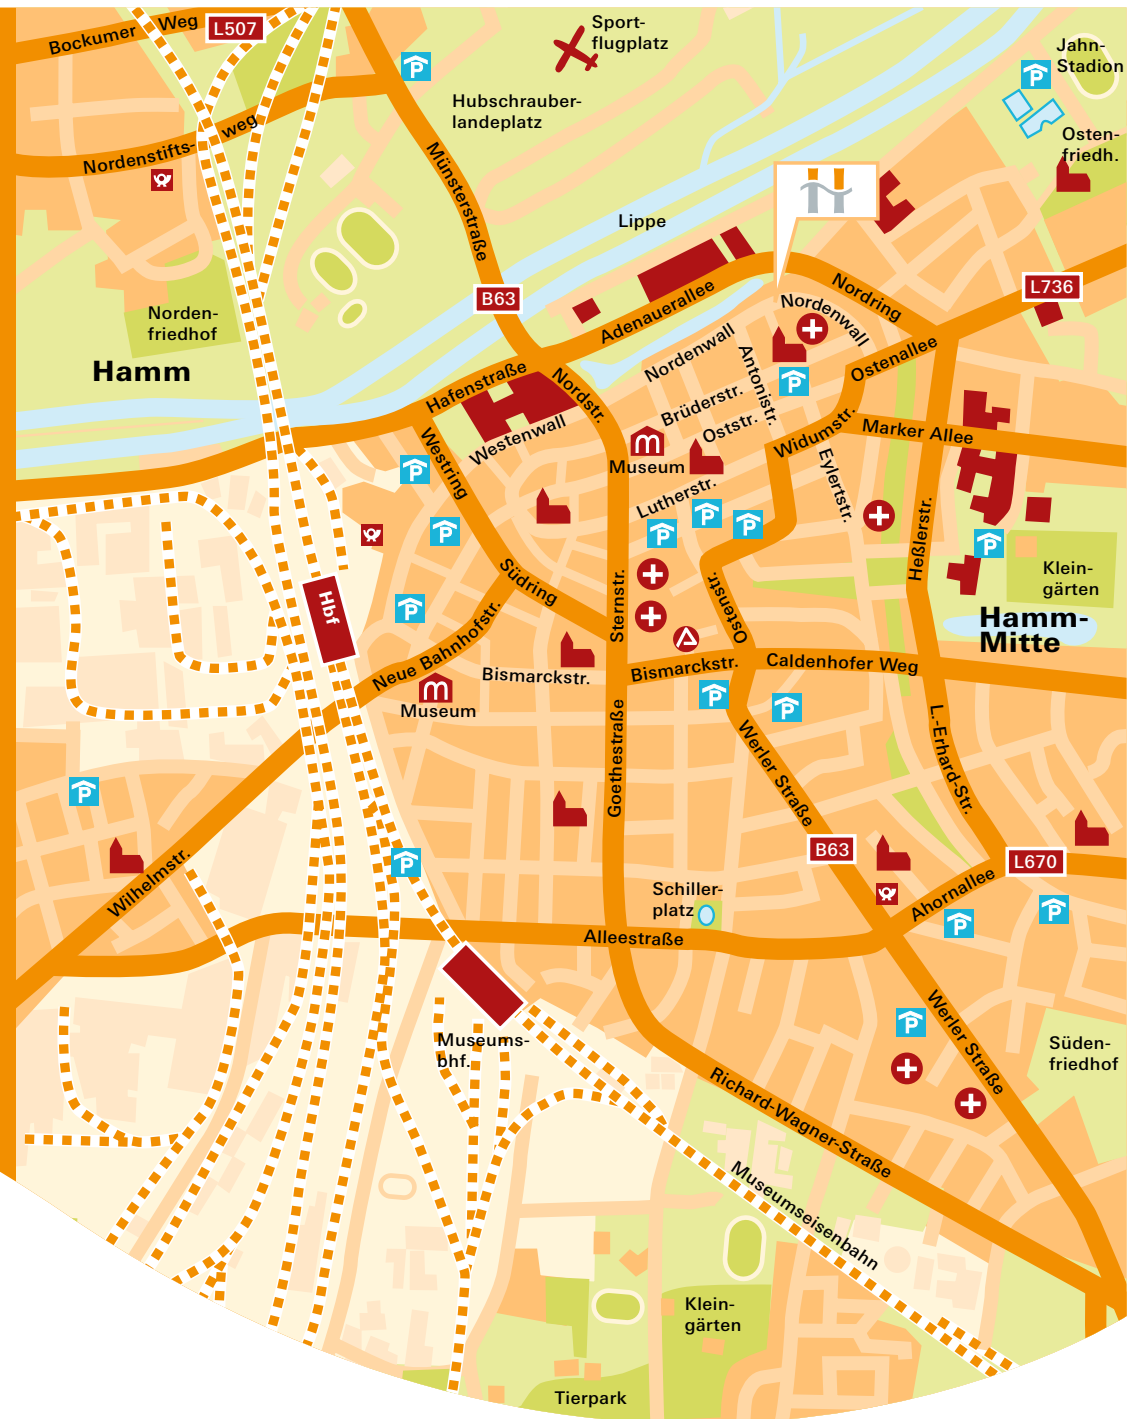 Bockumer Weg
L507
Sport-
flugplatz
Jahn-
Stadion
P
P
Hubschrauber-
landeplatz
Osten-
friedh.
Nordenstifts-
weg
Münsterstraße
Lippe
B63
L736
Norden-
friedhof
Adenauerallee
Nordring
Nordenwall
Hamm
Nordenwall
Antonistr.
Ostenallee
Hafenstraße
Nordstr.
P
Brüderstr.
Westenwall
Oststr.
Widumstr.
Marker Allee
Westring
Museum
P
Eylertstr.
Lutherstr.
P
P
P
P
Heßlerstr.
P
Südring
Klein-
gärten
Hbf
P
Sternstr.
Ostenstr.
Hamm-
Mitte
Neue Bahnhofstr.
Bismarckstr.
Bismarckstr.
Caldenhofer Weg
Museum
P
P
Goethestraße
Werler Straße
L.-Erhard-Str.
P
P
B63
L670
Wilhelmstr.
Schiller-
platz
Ahornallee
P
P
Alleestraße
Werler Straße
P
Museums-
bhf.
Süden-
friedhof
Richard-Wagner-Straße
Museumseisenbahn
Klein-
gärten
Tierpark